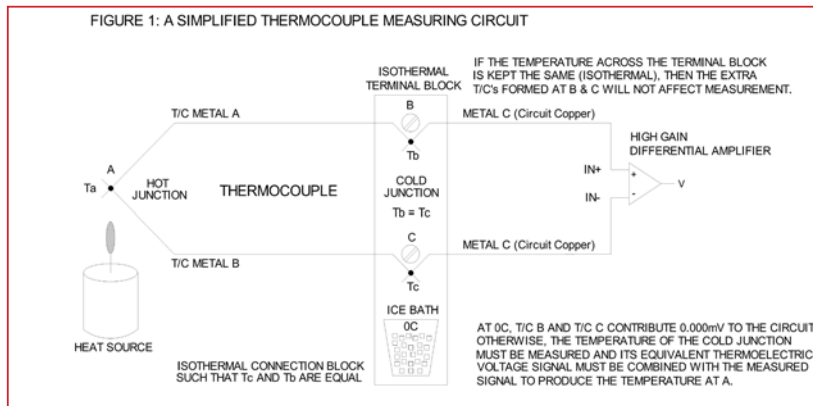 FIGURE 1: A SIMPLIFIED THERMOCOUPLE MEASURING CIRCUIT
IF THE TEMPERATURE ACROSS THE TERMINAL BLOCK
IS KEPT THE SAME (ISOTHERMAL), THEN THE EXTRA
T/C's FORMED AT B & C WILL NOT AFFECT MEASUREMENT.
ISOTHERMAL
TERMINAL BLOCK
B
T/C METAL A
METAL C (Circuit Copper)
HIGH GAIN
DIFFERENTIAL AMPLIFIER
Tb
A
Ta
HOT
JUNCTION
THERMOCOUPLE
COLD
JUNCTION
Tb = Tc
IN+
+
IN-
-
V
C
T/C METAL B
METAL C (Circuit Copper)
Tc
ICE BATH
0C
HEAT SOURCE
ISOTHERMAL CONNECTION BLOCK
SUCH THAT Tc AND Tb ARE EQUAL
AT 0C, T/C B AND T/C C CONTRIBUTE 0.000mV TO THE CIRCUIT
OTHERWISE, THE TEMPERATURE OF THE COLD JUNCTION
MUST BE MEASURED AND ITS EQUIVALENT THERMOELECTRIC
VOLTAGE SIGNAL MUST BE COMBINED WITH THE MEASURED
SIGNAL TO PRODUCE THE TEMPERATURE AT A.